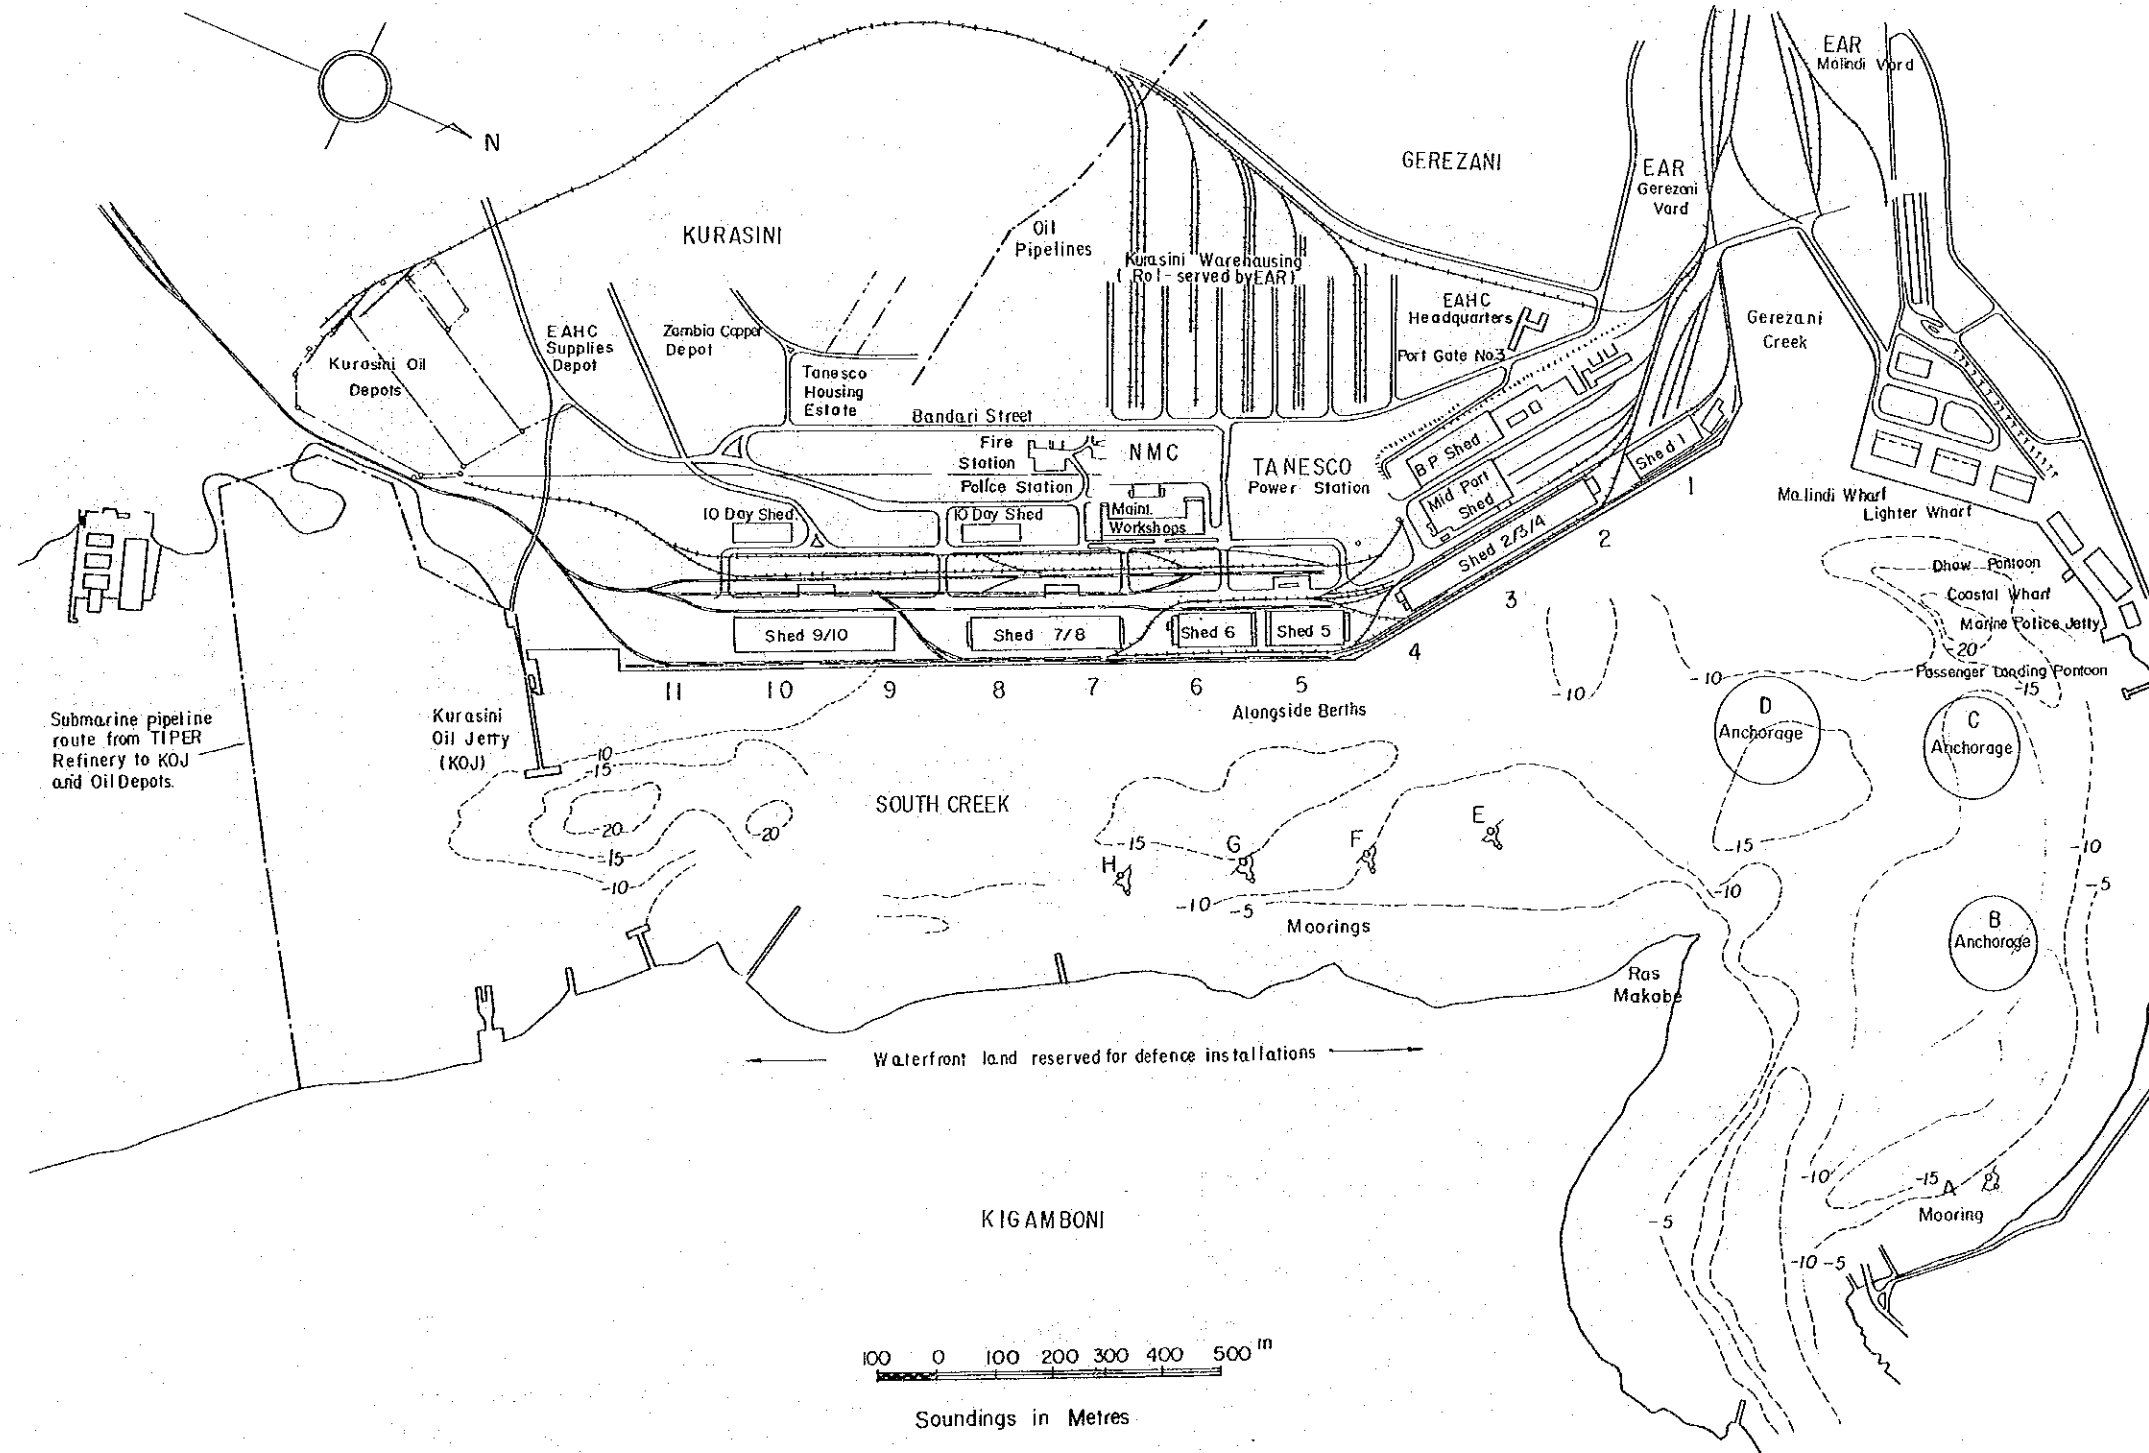 N
EAR
Malindi Yard
GEREZANI
EAR
Gerezani
Yard
KURASINI
Oil
Pipelines
Kurasini Warehousing
(Rail-served by EAR)
EAHC
Headquarters
Port Gate No.3
Gerezani
Creek
EAHC
Supplies
Depot
Zambia Copper
Depot
Kurasini Oil
Depots
Tanesco
Housing
Estate
Bandari Street
Fire
Station
Police Station
NMC
TANESCO
Power Station
B.P. Shed
Mid Port
Shed
Shed 1
Shed 2/3/4
10 Day Shed
10 Day Shed
Maint.
Workshops
Malindi Wharf
Lighter Wharf
Dhow Pontoon
Coastal Wharf
Marine Police Jetty
-20
Passenger Landing Pontoon
-15
Shed 9/10
Shed 7/8
Shed 6
Shed 5
1
2
3
4
5
6
7
8
9
10
11
Alongside Berths
-10
-10
D
Anchorage
C
Anchorage
Submarine pipeline
route from TIPER
Refinery to KOJ
and Oil Depots.
Kurasini
Oil Jetty
(KOJ)
-10
-15
-20
-20
-15
-10
SOUTH CREEK
-15
H
G
F
E
-15
-10
-5
-10
-10
-5
Moorings
B
Anchorage
Ras
Makabe
Waterfront land reserved for defence installations
KIGAMBONI
-5
-10
-15
A
Mooring
-10
-5
100 0 100 200 300 400 500 m
Soundings in Metres